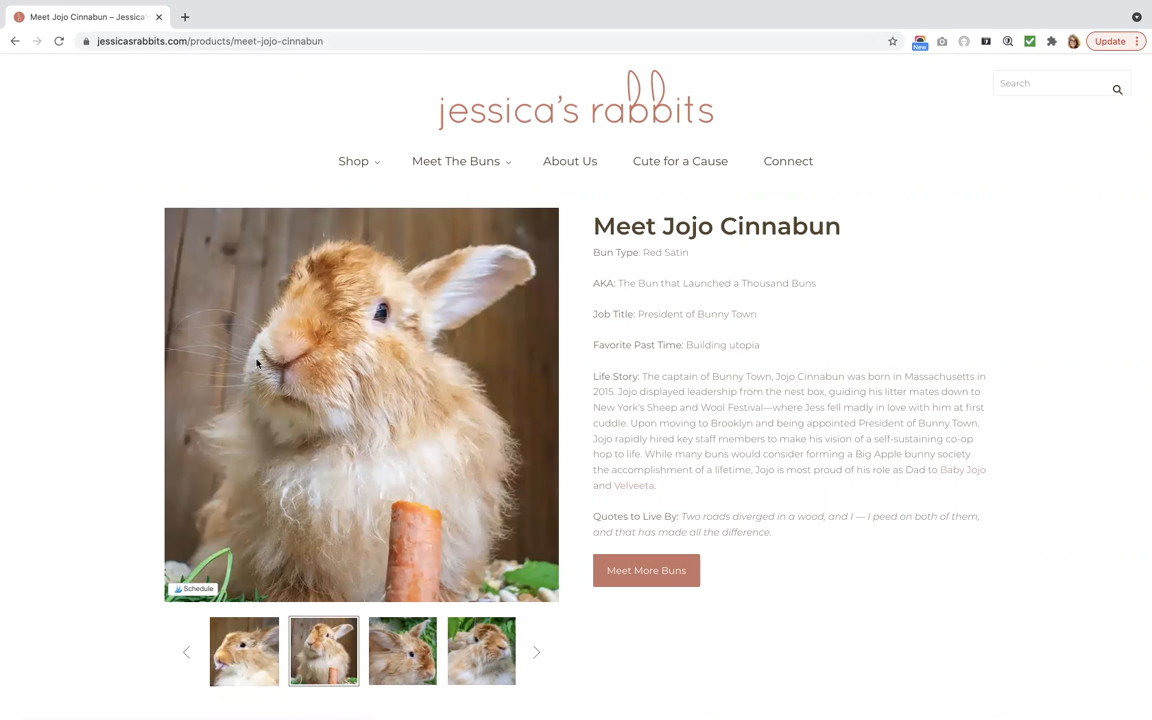 Meet Jojo Cinnabun – Jessica'
jessicasrabbits.com/products/meet-jojo-cinnabun
New
Update
jessica's rabbits
Search
Shop
Meet The Buns
About Us
Cute for a Cause
Connect
Meet Jojo Cinnabun
Bun Type: Red Satin
AKA: The Bun that Launched a Thousand Buns
Job Title: President of Bunny Town
Favorite Past Time: Building utopia
Life Story: The captain of Bunny Town, Jojo Cinnabun was born in Massachusetts in
2015. Jojo displayed leadership from the nest box, guiding his litter mates down to
New York's Sheep and Wool Festival—where Jess fell madly in love with him at first
cuddle. Upon moving to Brooklyn and being appointed President of Bunny Town,
Jojo rapidly hired key staff members to make his vision of a self-sustaining co-op
hop to life. While many buns would consider forming a Big Apple bunny society
the accomplishment of a lifetime, Jojo is most proud of his role as Dad to Baby Jojo
and Velveeta.
Quotes to Live By: Two roads diverged in a wood, and I — I peed on both of them,
and that has made all the difference.
Meet More Buns
Schedule